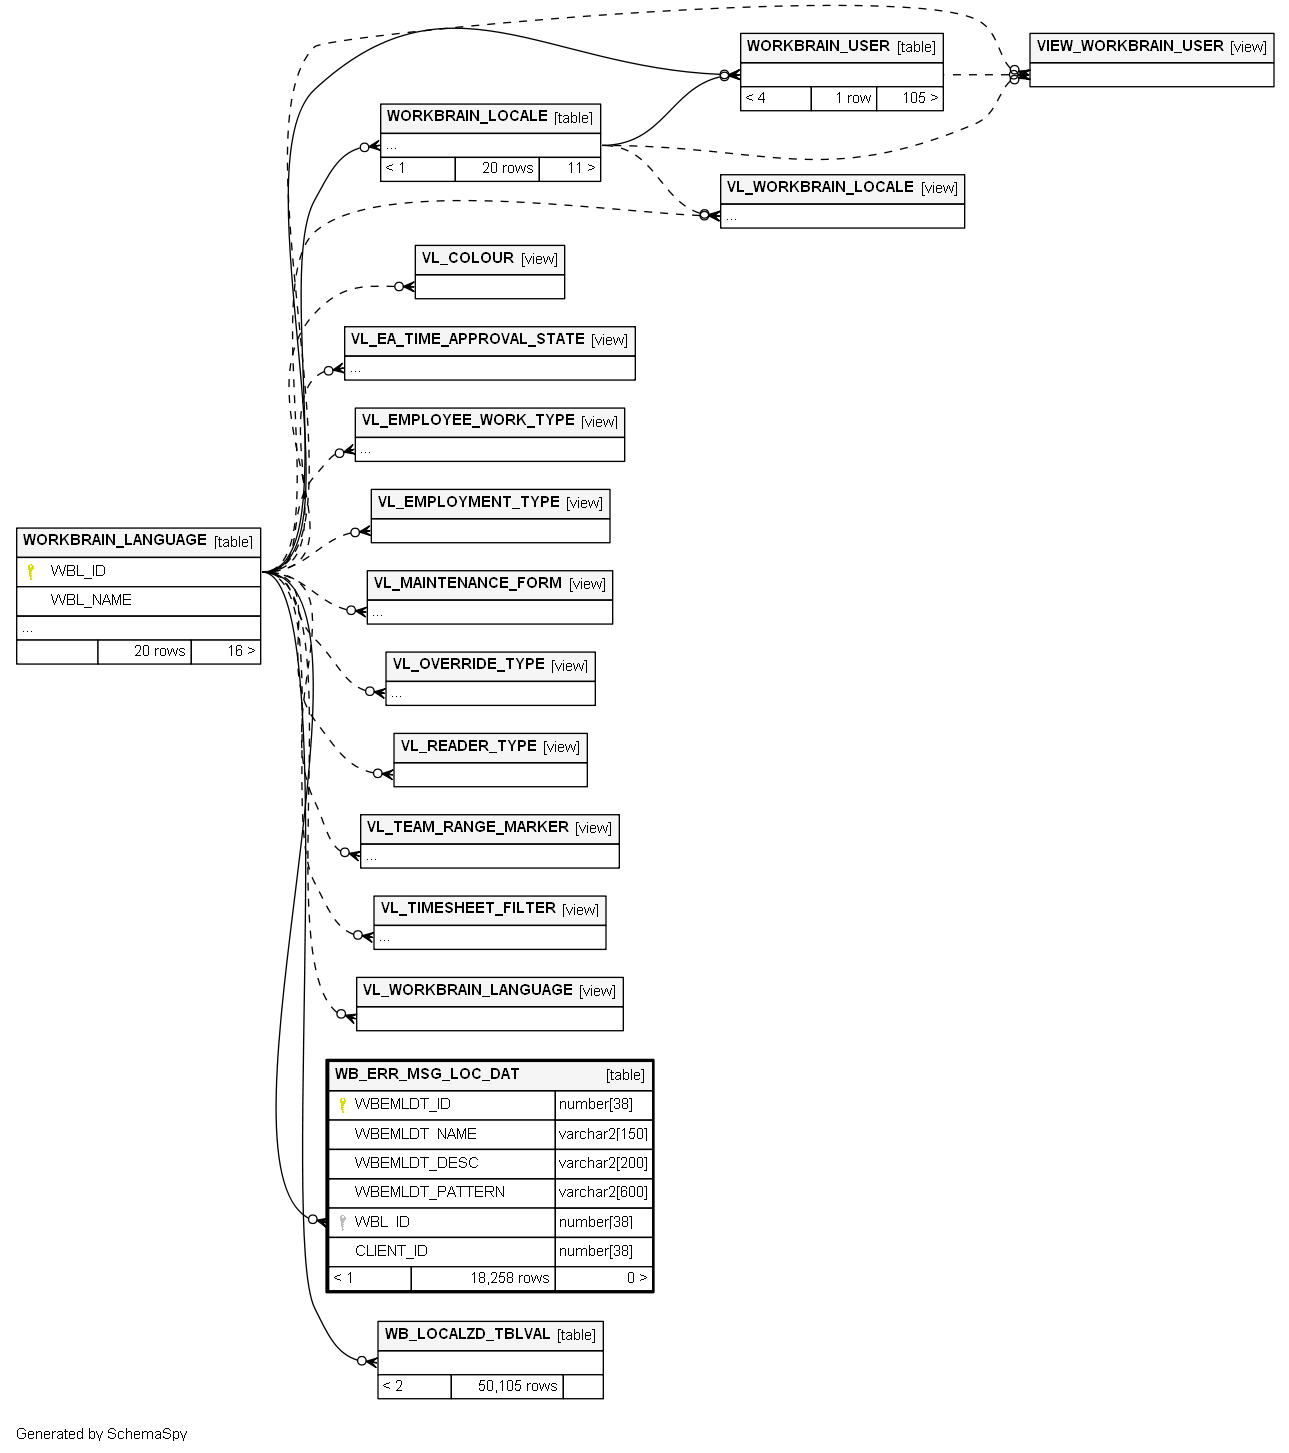 WORKBRAIN_USER [table]
< 4 1 row 105 >
VIEW_WORKBRAIN_USER [view]
WORKBRAIN_LOCALE [table]
...
< 1 20 rows 11 >
VL_WORKBRAIN_LOCALE [view]
...
VL_COLOUR [view]
VL_EA_TIME_APPROVAL_STATE [view]
...
VL_EMPLOYEE_WORK_TYPE [view]
...
VL_EMPLOYMENT_TYPE [view]
WORKBRAIN_LANGUAGE [table]
WBL_ID
WBL_NAME
...
20 rows 16 >
VL_MAINTENANCE_FORM [view]
...
VL_OVERRIDE_TYPE [view]
...
VL_READER_TYPE [view]
VL_TEAM_RANGE_MARKER [view]
...
VL_TIMESHEET_FILTER [view]
...
VL_WORKBRAIN_LANGUAGE [view]
WB_ERR_MSG_LOC_DAT [table]
WBEMLDT_ID number[38]
WBEMLDT_NAME varchar2[150]
WBEMLDT_DESC varchar2[200]
WBEMLDT_PATTERN varchar2[600]
WBL_ID number[38]
CLIENT_ID number[38]
< 1 18,258 rows 0 >
WB_LOCALZD_TBLVAL [table]
< 2 50,105 rows
Generated by SchemaSpy